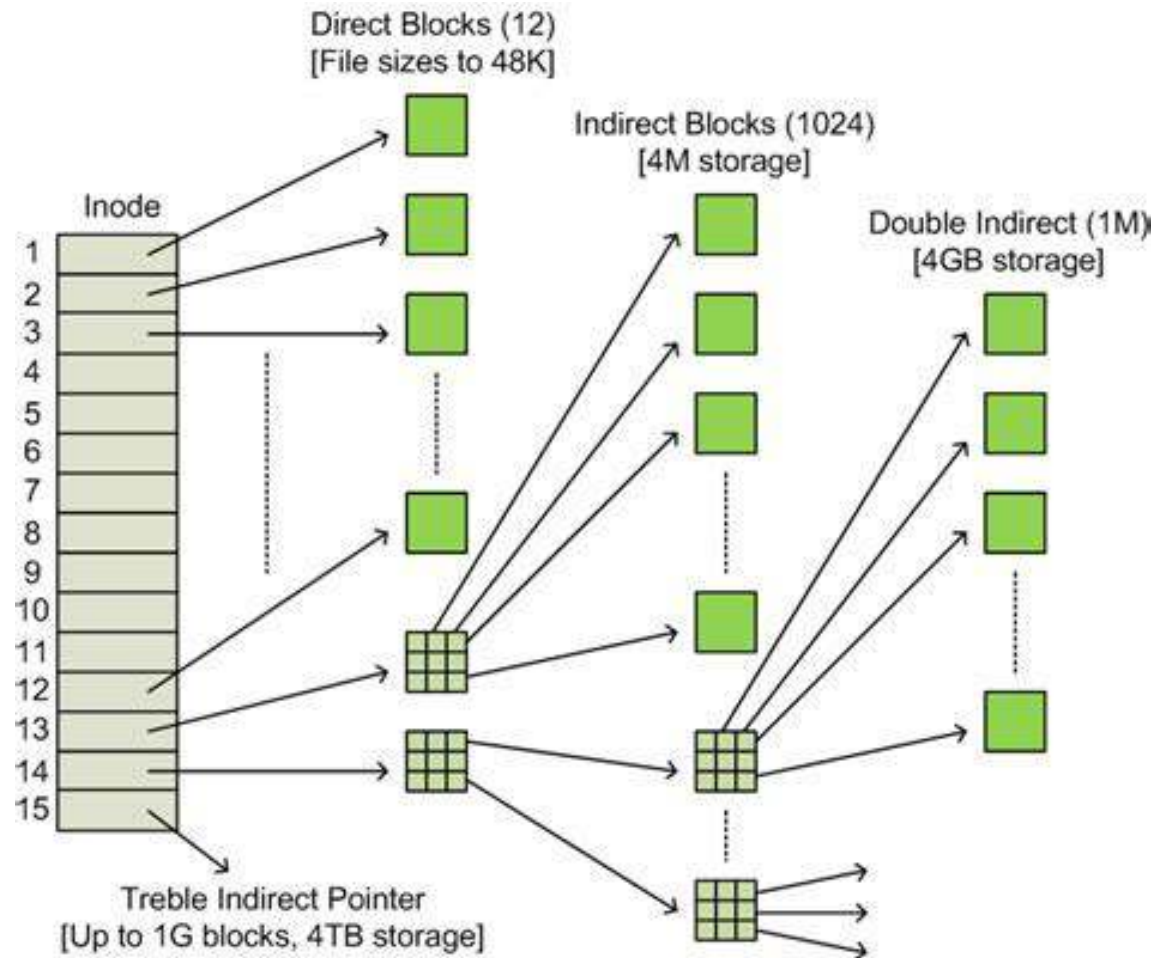 Direct Blocks (12)
[File sizes to 48K]
Indirect Blocks (1024)
[4M storage]
Inode
Double Indirect (1M)
[4GB storage]
1
2
3
4
5
6
7
8
9
10
11
12
13
14
15
Treble Indirect Pointer
[Up to 1G blocks, 4TB storage]